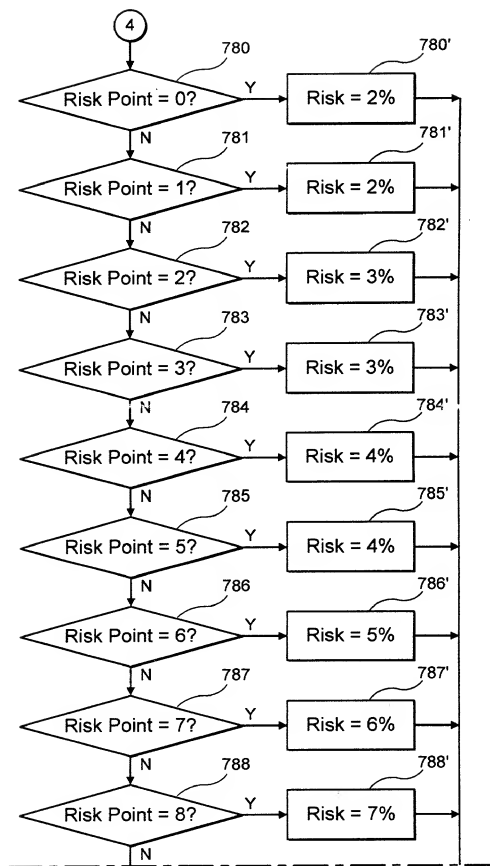 4
780
780'
Risk Point = 0?
Y
Risk = 2%
N
781
781'
Risk Point = 1?
Y
Risk = 2%
N
782
782'
Risk Point = 2?
Y
Risk = 3%
N
783
783'
Risk Point = 3?
Y
Risk = 3%
N
784
784'
Risk Point = 4?
Y
Risk = 4%
N
785
785'
Risk Point = 5?
Y
Risk = 4%
N
786
786'
Risk Point = 6?
Y
Risk = 5%
N
787
787'
Risk Point = 7?
Y
Risk = 6%
N
788
788'
Risk Point = 8?
Y
Risk = 7%
N